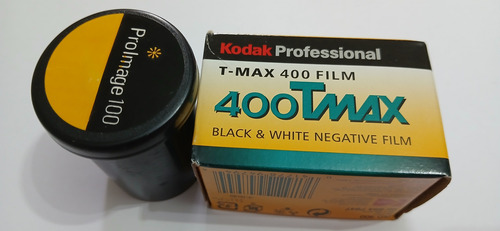 ProImage 100
Kodak Professional
T-MAX 400 FILM
400TMAX
BLACK & WHITE NEGATIVE FILM